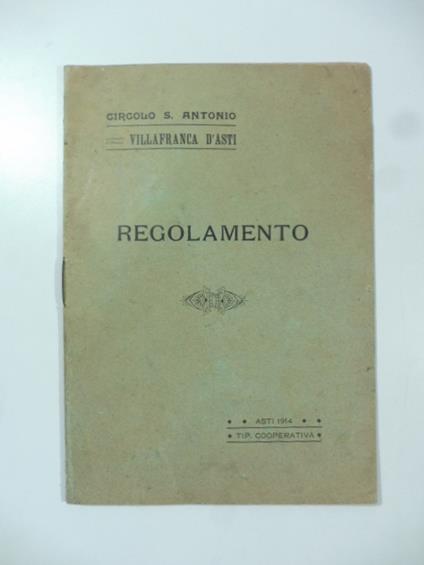 CIRCOLO S. ANTONIO
VILLAFRANCA D'ASTI
REGOLAMENTO
ASTI 1914
TIP. COOPERATIVA